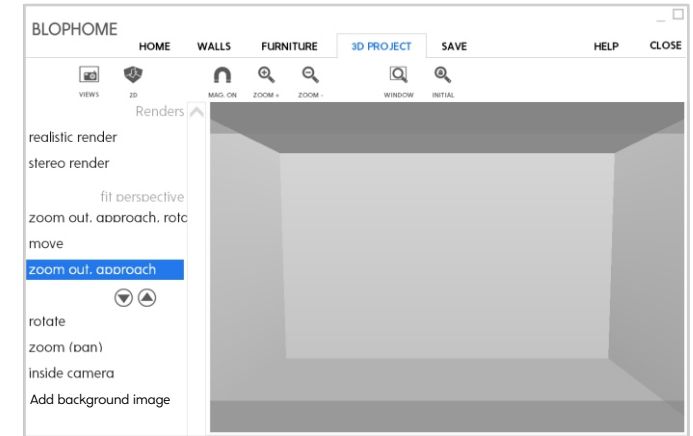 BLOPHOME
HOME WALLS FURNITURE 3D PROJECT SAVE HELP CLOSE
VIEWS 2D MAG. ON ZOOM + ZOOM - WINDOW INITIAL
Renders
realistic render
stereo render
fit perspective
zoom out, approach, rota
move
zoom out, approach
rotate
zoom (pan)
inside camera
Add background image